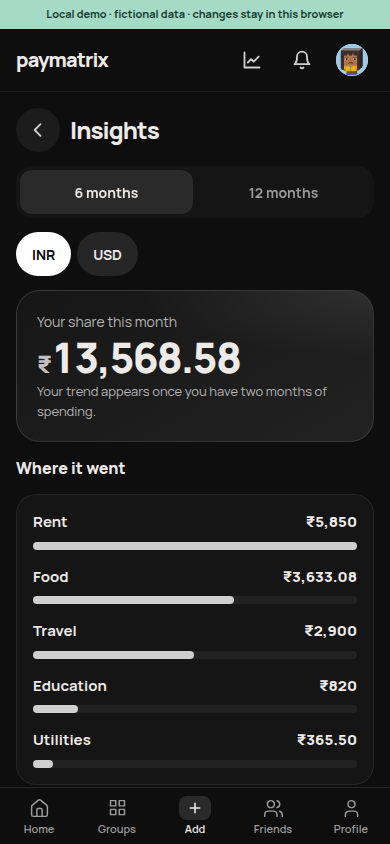 Local demo · fictional data · changes stay in this browser
paymatrix
Insights
6 months
12 months
INR
USD
Your share this month
₹13,568.58
Your trend appears once you have two months of
spending.
Where it went
Rent ₹5,850
Food ₹3,633.08
Travel ₹2,900
Education ₹820
Utilities ₹365.50
Home
Groups
Add
Friends
Profile